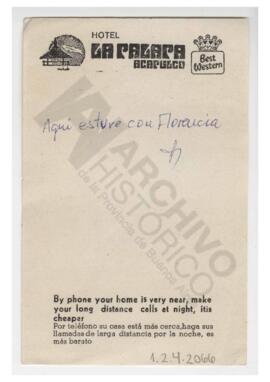 HOTEL
LA PALAPA
ACAPULCO
Best
Western
Aquí estuve con Florencia
ARCHIVO
HISTÓRICO
de la Provincia de Buenos Aires
By phone your home is very near, make
your long distance calls at night, itis
cheaper
Por teléfono su casa está más cerca, haga sus
llamadas de larga distancia por la noche, es
más barato
1.2.4.2066